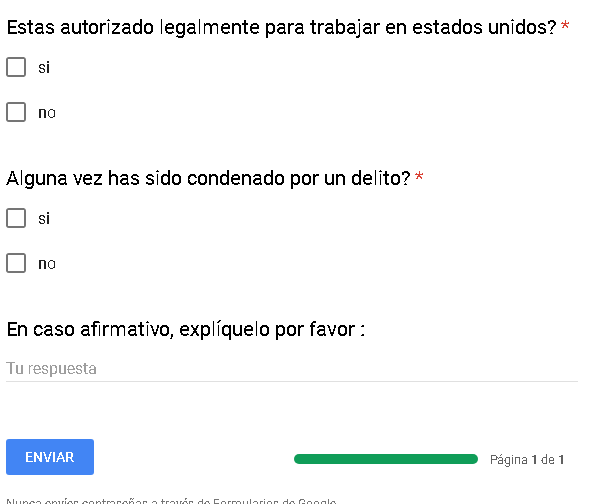 Estas autorizado legalmente para trabajar en estados unidos? *
si
no
Alguna vez has sido condenado por un delito? *
si
no
En caso afirmativo, explíquelo por favor :
Tu respuesta
ENVIAR
Página 1 de 1
Nunca envíes contraseñas a través de Formularios de Google.